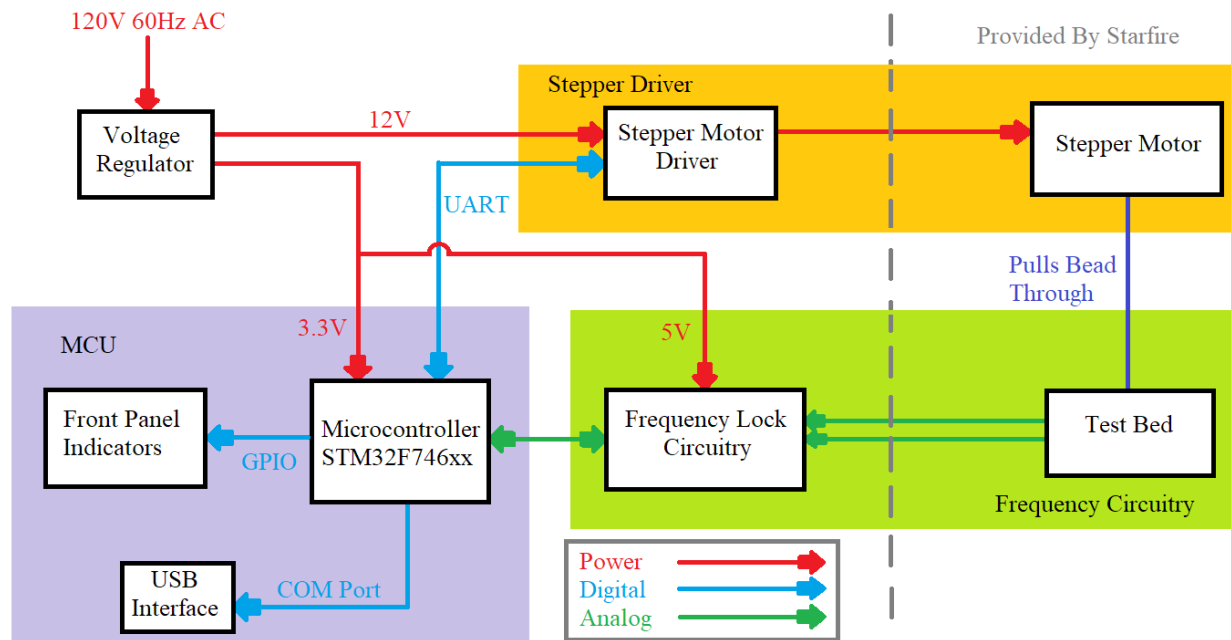 120V 60Hz AC
Provided By Starfire
Stepper Driver
Voltage
Regulator
12V
Stepper Motor
Driver
Stepper Motor
UART
Pulls Bead
Through
MCU
3.3V
5V
Front Panel
Indicators
GPIO
Microcontroller
STM32F746xx
Frequency Lock
Circuitry
Test Bed
Frequency Circuitry
USB
Interface
COM Port
Power
Digital
Analog